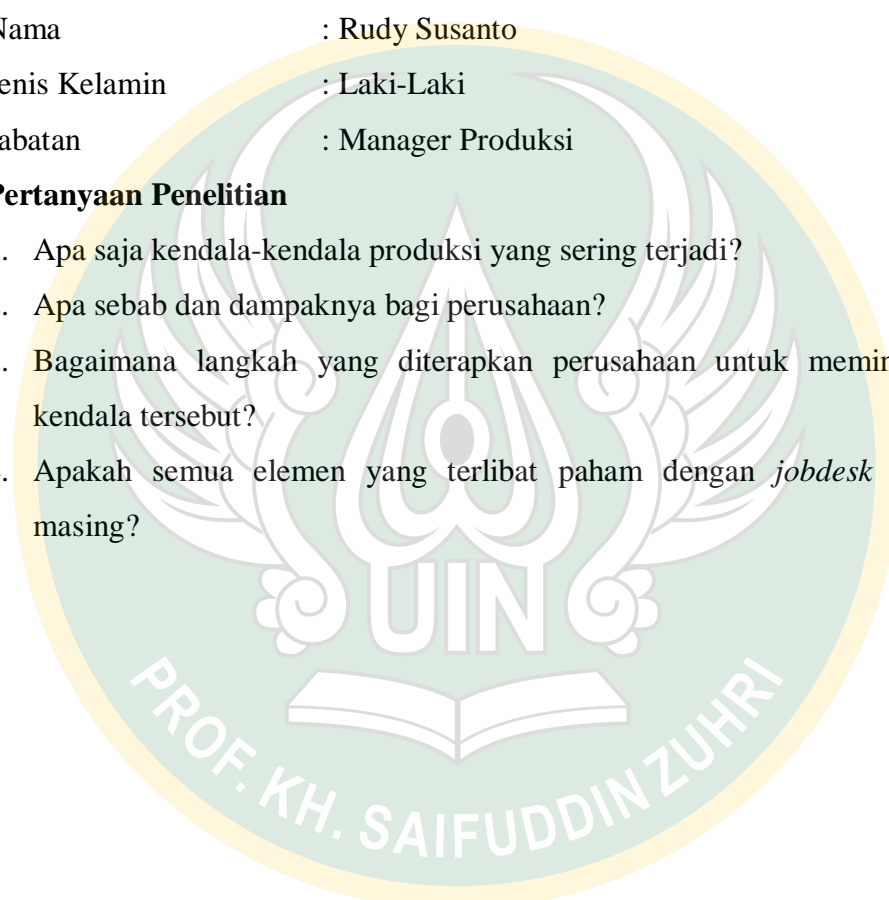 Nama : Rudy Susanto
enis Kelamin : Laki-Laki
abatan : Manager Produksi
Pertanyaan Penelitian
. Apa saja kendala-kendala produksi yang sering terjadi?
. Apa sebab dan dampaknya bagi perusahaan?
. Bagaimana langkah yang diterapkan perusahaan untuk memin
kendala tersebut?
. Apakah semua elemen yang terlibat paham dengan jobdesk
masing?
UIN
PROF. KH. SAIFUDDIN ZUHRI